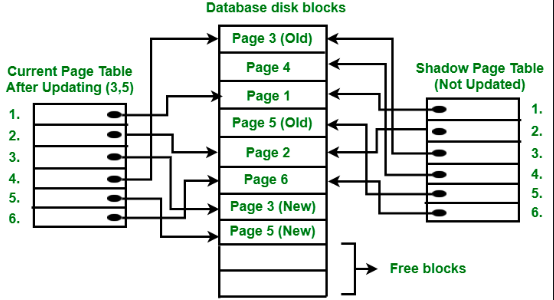 Database disk blocks
Current Page Table
After Updating (3,5)
1.
2.
3.
4.
5.
6.
Page 3 (Old)
Page 4
Page 1
Page 5 (Old)
Page 2
Page 6
Page 3 (New)
Page 5 (New)
Free blocks
Shadow Page Table
(Not Updated)
1.
2.
3.
4.
5.
6.